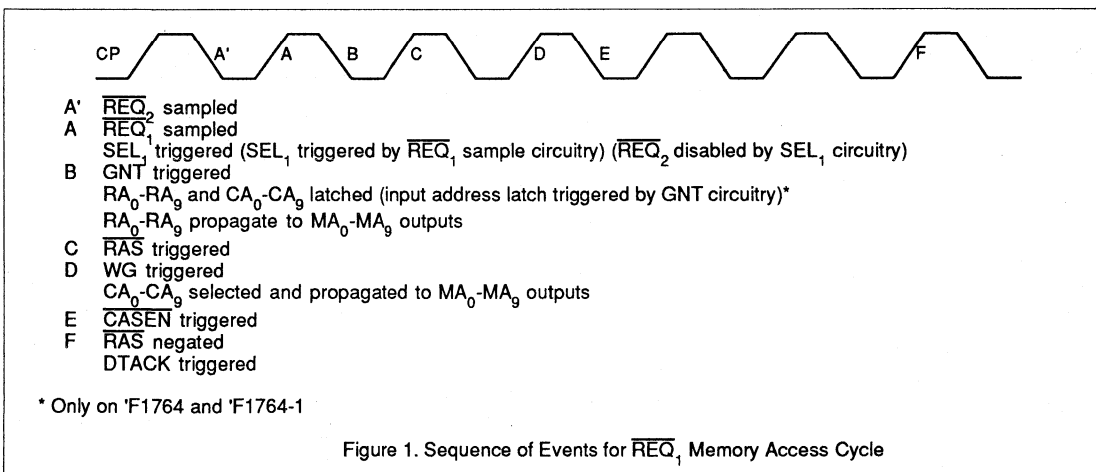 CP A' A B C D E F
A' REQ₂ sampled
A REQ₁ sampled
SEL₁ triggered (SEL₁ triggered by REQ₁ sample circuitry) (REQ₂ disabled by SEL₁ circuitry)
B GNT triggered
RA₀-RA₉ and CA₀-CA₉ latched (input address latch triggered by GNT circuitry)*
RA₀-RA₉ propagate to MA₀-MA₉ outputs
C RAS triggered
D WG triggered
CA₀-CA₉ selected and propagated to MA₀-MA₉ outputs
E CASEN triggered
F RAS negated
DTACK triggered
* Only on 'F1764 and 'F1764-1
Figure 1. Sequence of Events for REQ₁ Memory Access Cycle